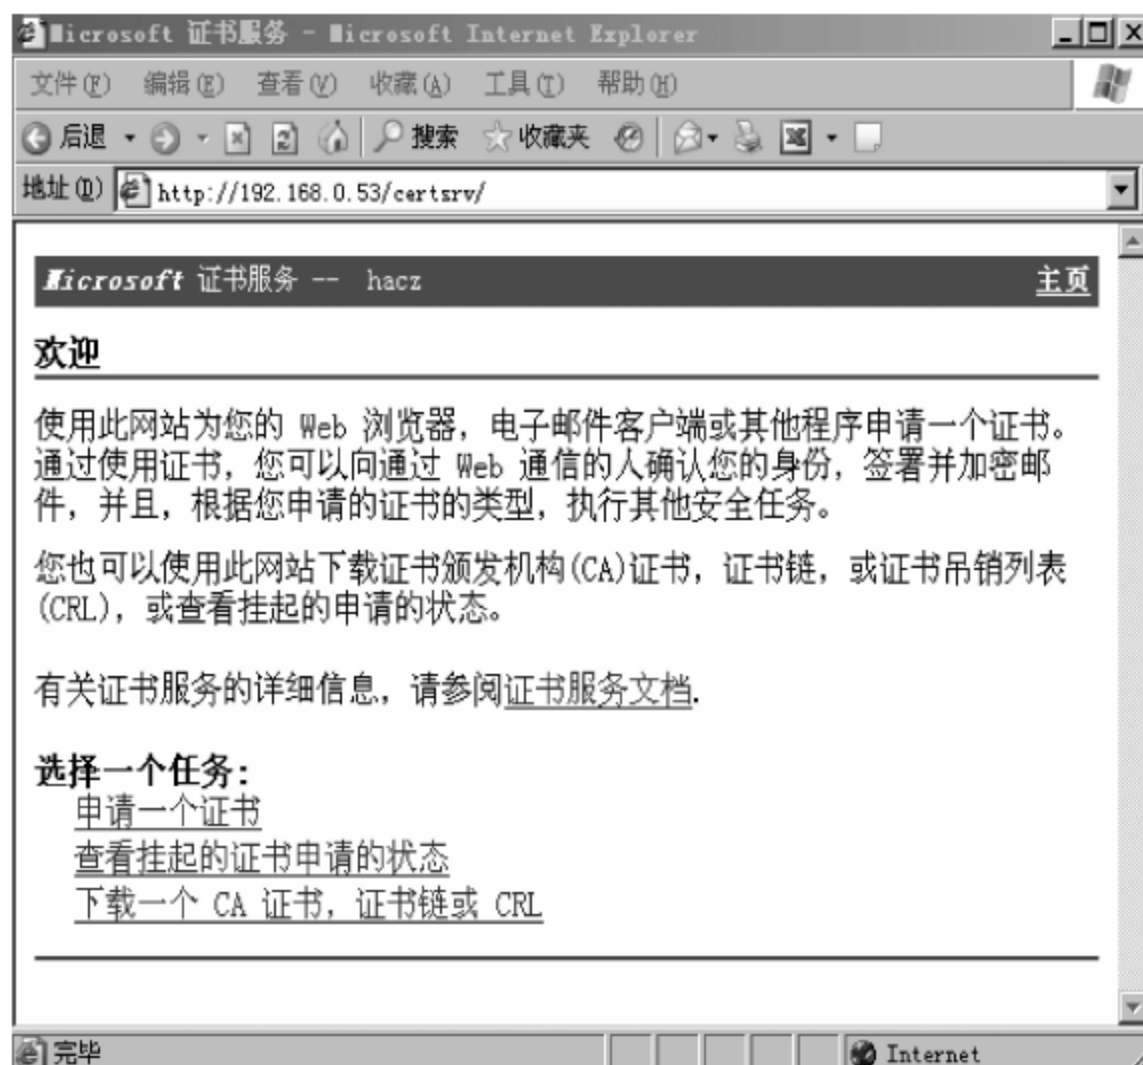 Microsoft 证书服务 - Microsoft Internet Explorer
文件(F) 编辑(E) 查看(V) 收藏(A) 工具(T) 帮助(H)
后退 搜索 收藏夹
地址(D) http://192.168.0.53/certsrv/
Microsoft 证书服务 -- hacz 主页
欢迎
使用此网站为您的 Web 浏览器，电子邮件客户端或其他程序申请一个证书。
通过使用证书，您可以向通过 Web 通信的人确认您的身份，签署并加密邮
件，并且，根据您申请的证书的类型，执行其他安全任务。
您也可以使用此网站下载证书颁发机构(CA)证书，证书链，或证书吊销列表
(CRL)，或查看挂起的申请的状态。
有关证书服务的详细信息，请参阅证书服务文档.
选择一个任务:
申请一个证书
查看挂起的证书申请的状态
下载一个 CA 证书，证书链或 CRL
完毕 Internet